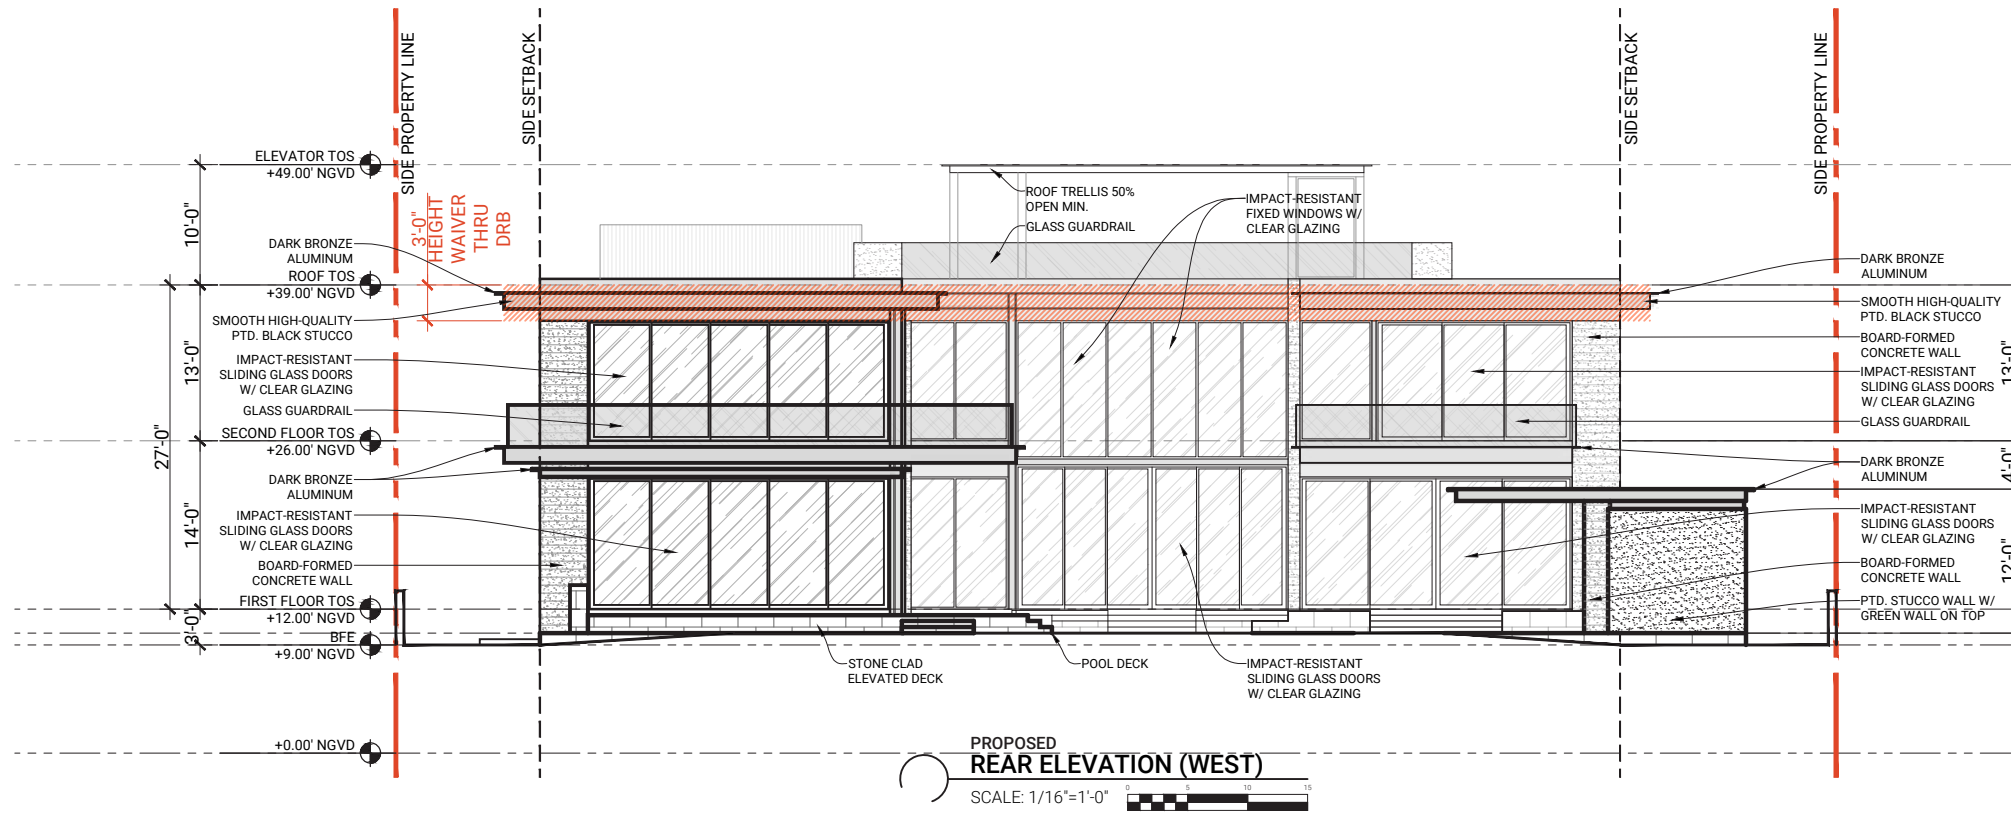 SIDE PROPERTY LINE
SIDE SETBACK
SIDE SETBACK
SIDE PROPERTY LINE
ELEVATOR TOS
+49.00' NGVD
10'-0"
3'-0"
HEIGHT
WAIVER
THRU
DRB
DARK BRONZE
ALUMINUM
ROOF TOS
+39.00' NGVD
SMOOTH HIGH-QUALITY
PTD. BLACK STUCCO
13'-0"
IMPACT-RESISTANT
SLIDING GLASS DOORS
W/ CLEAR GLAZING
GLASS GUARDRAIL
SECOND FLOOR TOS
+26.00' NGVD
27'-0"
DARK BRONZE
ALUMINUM
14'-0"
IMPACT-RESISTANT
SLIDING GLASS DOORS
W/ CLEAR GLAZING
BOARD-FORMED
CONCRETE WALL
FIRST FLOOR TOS
+12.00' NGVD
3'-0"
BFE
+9.00' NGVD
+0.00' NGVD
ROOF TRELLIS 50%
OPEN MIN.
GLASS GUARDRAIL
IMPACT-RESISTANT
FIXED WINDOWS W/
CLEAR GLAZING
DARK BRONZE
ALUMINUM
SMOOTH HIGH-QUALITY
PTD. BLACK STUCCO
BOARD-FORMED
CONCRETE WALL
13'-0"
IMPACT-RESISTANT
SLIDING GLASS DOORS
W/ CLEAR GLAZING
GLASS GUARDRAIL
DARK BRONZE
ALUMINUM
4'-0"
IMPACT-RESISTANT
SLIDING GLASS DOORS
W/ CLEAR GLAZING
BOARD-FORMED
CONCRETE WALL
12'-0"
PTD. STUCCO WALL W/
GREEN WALL ON TOP
STONE CLAD
ELEVATED DECK
POOL DECK
IMPACT-RESISTANT
SLIDING GLASS DOORS
W/ CLEAR GLAZING
PROPOSED
REAR ELEVATION (WEST)
SCALE: 1/16"=1'-0"
0 5 10 15